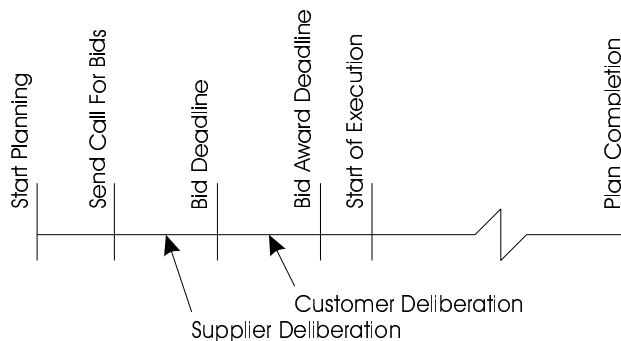 Start Planning
Send Call For Bids
Bid Deadline
Bid Award Deadline
Start of Execution
Plan Completion
Customer Deliberation
Supplier Deliberation